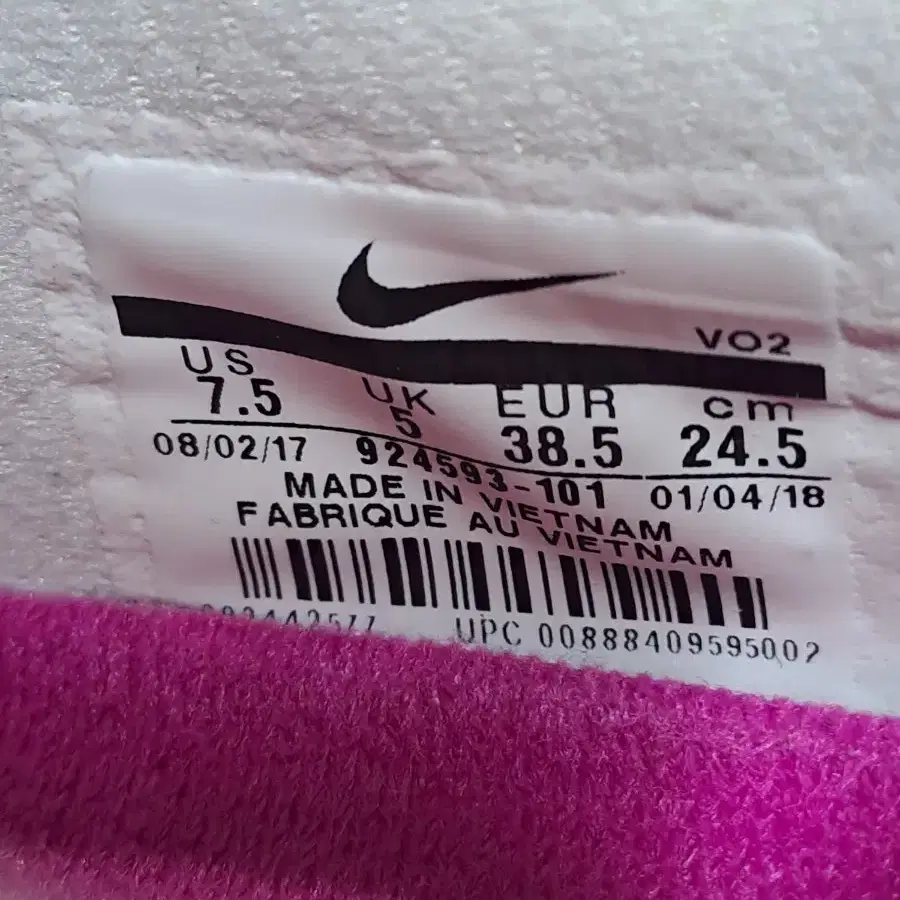 VO2
US UK EUR cm
7.5 5 38.5 24.5
08/02/17 924593-101 01/04/18
MADE IN VIETNAM
FABRIQUE AU VIETNAM
UPC 00888409595002